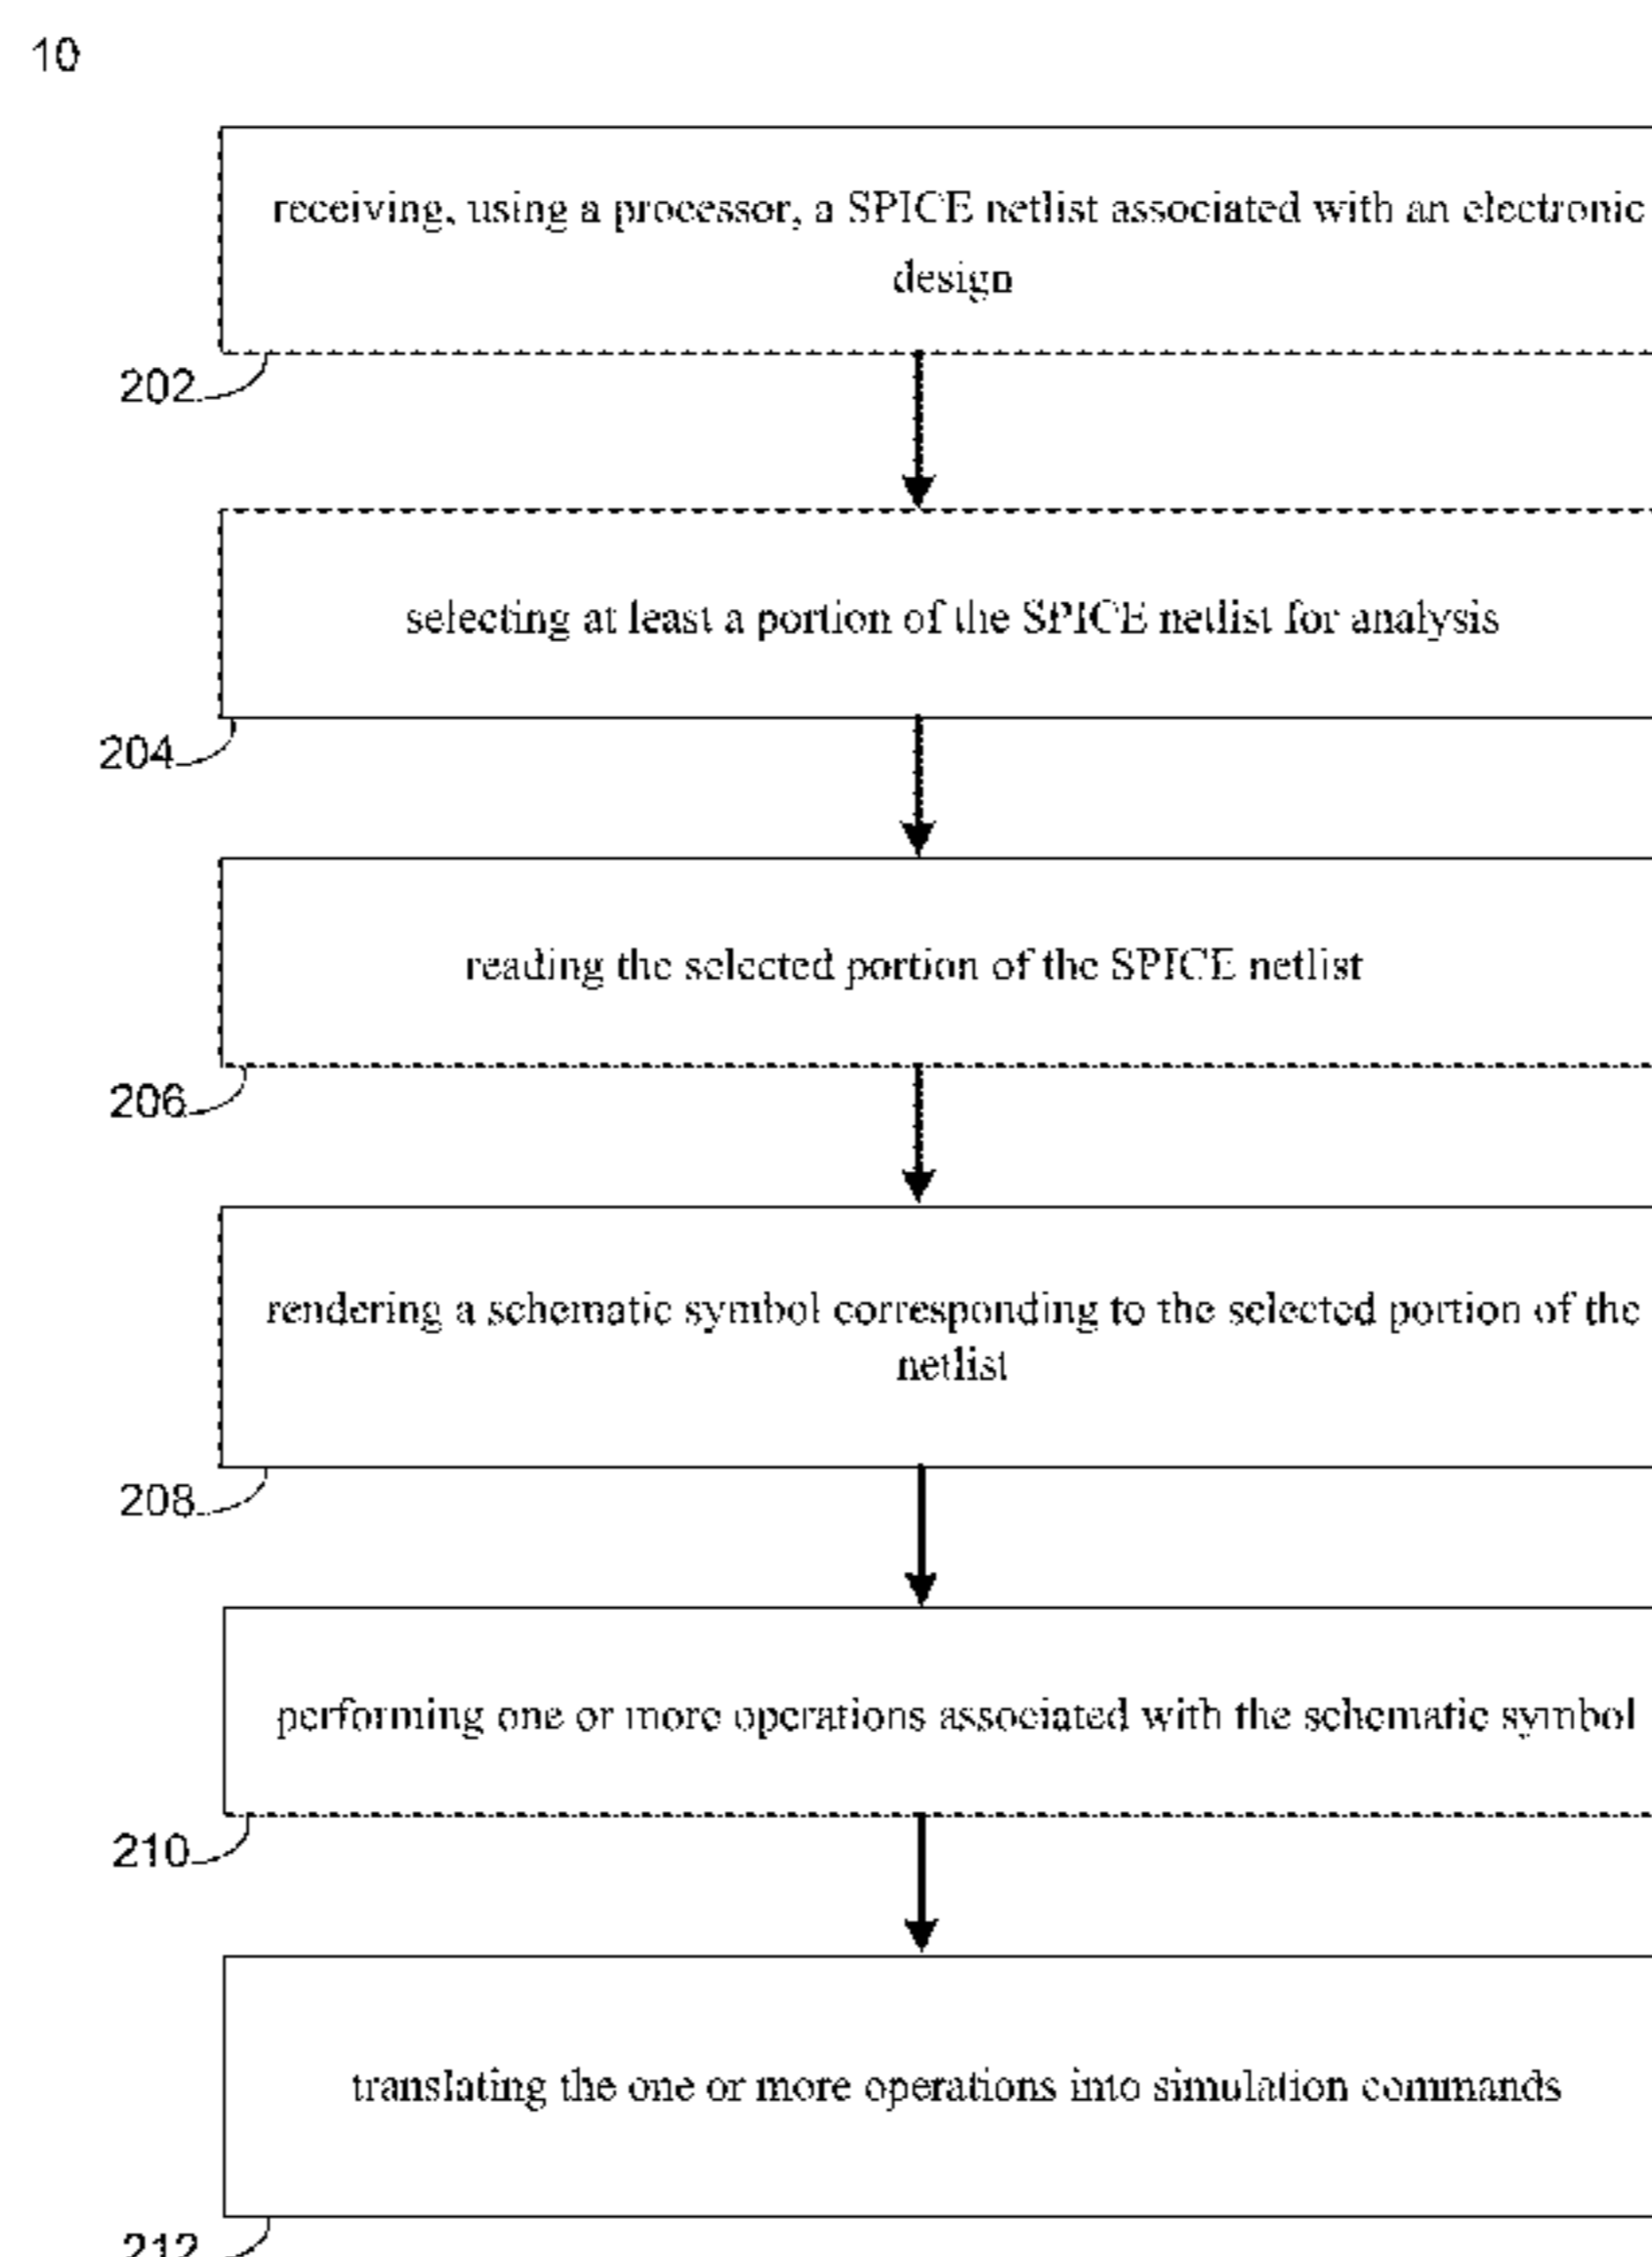 10
receiving, using a processor, a SPICE netlist associated with an electronic
design
202
selecting at least a portion of the SPICE netlist for analysis
204
reading the selected portion of the SPICE netlist
206
rendering a schematic symbol corresponding to the selected portion of the
netlist
208
performing one or more operations associated with the schematic symbol
210
translating the one or more operations into simulation commands
212